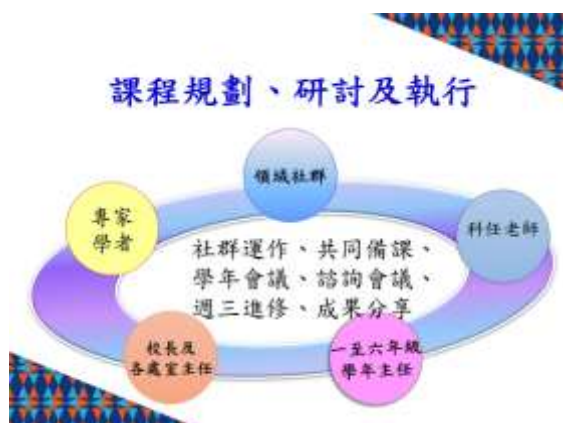 課程規劃、研討及執行
領域社群
專家
學者
科任老師
社群運作、共同備課、
學年會議、諮詢會議、
週三進修、成果分享
校長及
各處室主任
一至六年級
學年主任